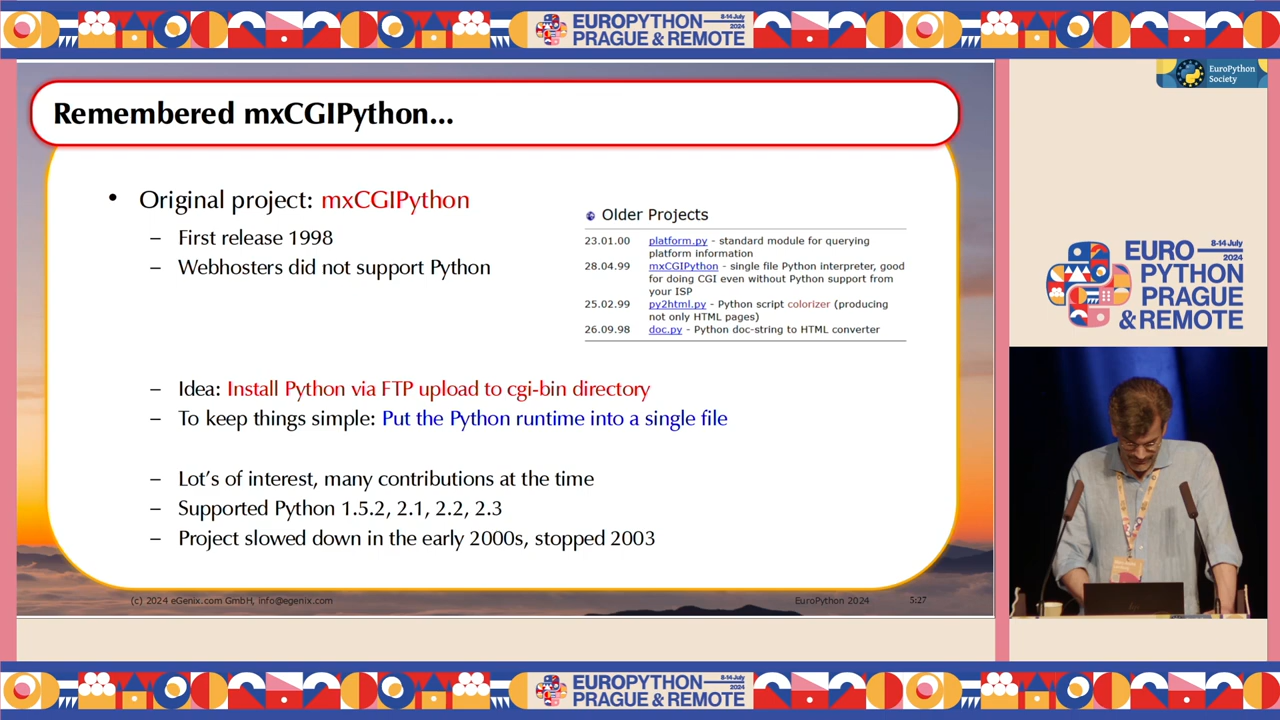 EUROPYTHON
8-14 July
2024
PRAGUE & REMOTE
EuroPython
Society
Remembered mxCGIPython...
• Original project: mxCGIPython
– First release 1998
– Webhosters did not support Python
Older Projects
23.01.00 platform.py - standard module for querying
platform information
28.04.99 mxCGIPython - single file Python interpreter, good
for doing CGI even without Python support from
your ISP
25.02.99 py2html.py - Python script colorizer (producing
not only HTML pages)
26.09.98 doc.py - Python doc-string to HTML converter
– Idea: Install Python via FTP upload to cgi-bin directory
– To keep things simple: Put the Python runtime into a single file
– Lot's of interest, many contributions at the time
– Supported Python 1.5.2, 2.1, 2.2, 2.3
– Project slowed down in the early 2000s, stopped 2003
(c) 2024 eGenix.com GmbH, info@egenix.com
EuroPython 2024
5:27
EURO
8-14 July
2024
PYTHON
PRAGUE
& REMOTE
EUROPYTHON
8-14 July
2024
PRAGUE & REMOTE